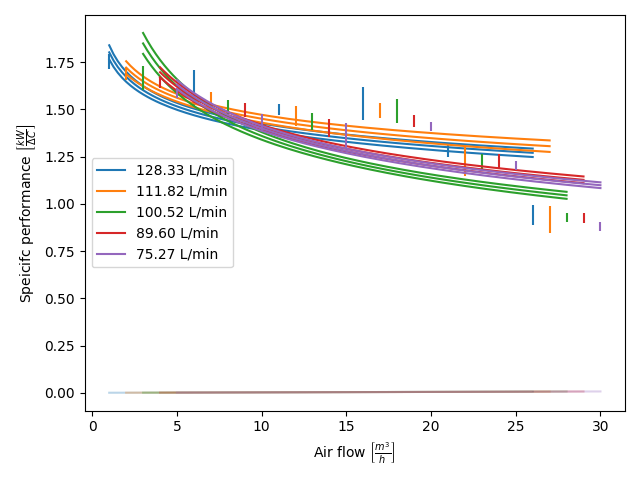 1.75
1.50
1.25
1.00
0.75
0.50
0.25
0.00
Speicifc performance [kW/ΔC]
128.33 L/min
111.82 L/min
100.52 L/min
89.60 L/min
75.27 L/min
0 5 10 15 20 25 30
Air flow [m³/h]